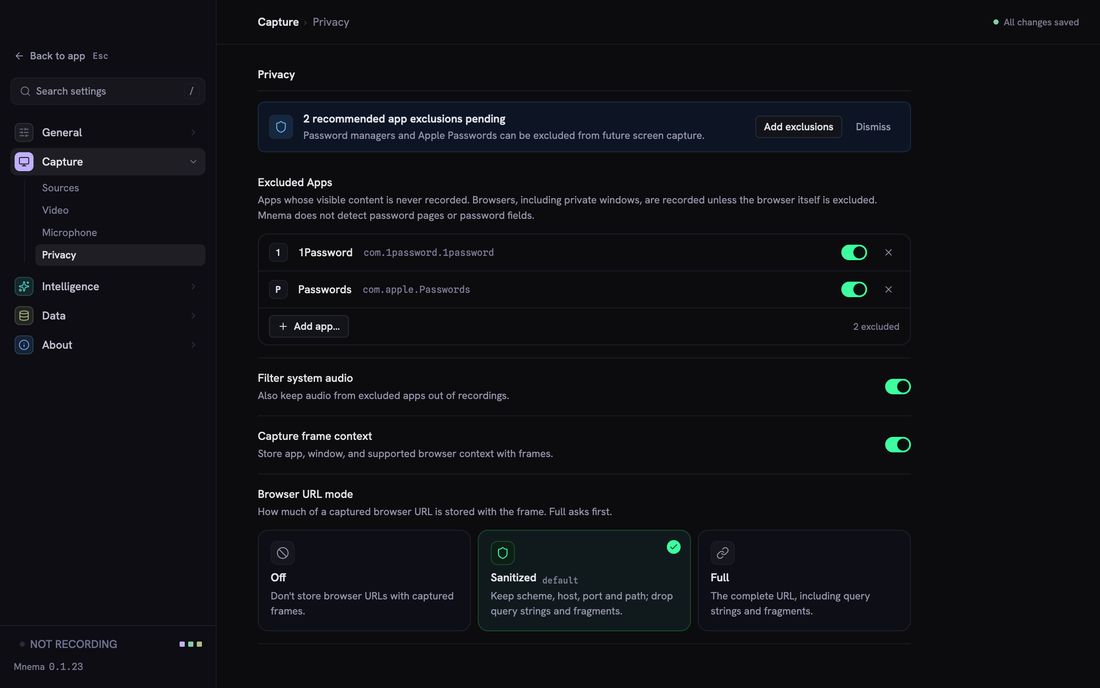 Capture › Privacy
All changes saved
← Back to app Esc
Search settings /
General
Capture
Sources
Video
Microphone
Privacy
Intelligence
Data
About
NOT RECORDING
Mnema 0.1.23
Privacy
2 recommended app exclusions pending
Password managers and Apple Passwords can be excluded from future screen capture.
Add exclusions
Dismiss
Excluded Apps
Apps whose visible content is never recorded. Browsers, including private windows, are recorded unless the browser itself is excluded.
Mnema does not detect password pages or password fields.
1 1Password com.1password.1password
P Passwords com.apple.Passwords
+ Add app...
2 excluded
Filter system audio
Also keep audio from excluded apps out of recordings.
Capture frame context
Store app, window, and supported browser context with frames.
Browser URL mode
How much of a captured browser URL is stored with the frame. Full asks first.
Off
Don't store browser URLs with captured
frames.
Sanitized default
Keep scheme, host, port and path; drop
query strings and fragments.
Full
The complete URL, including query
strings and fragments.